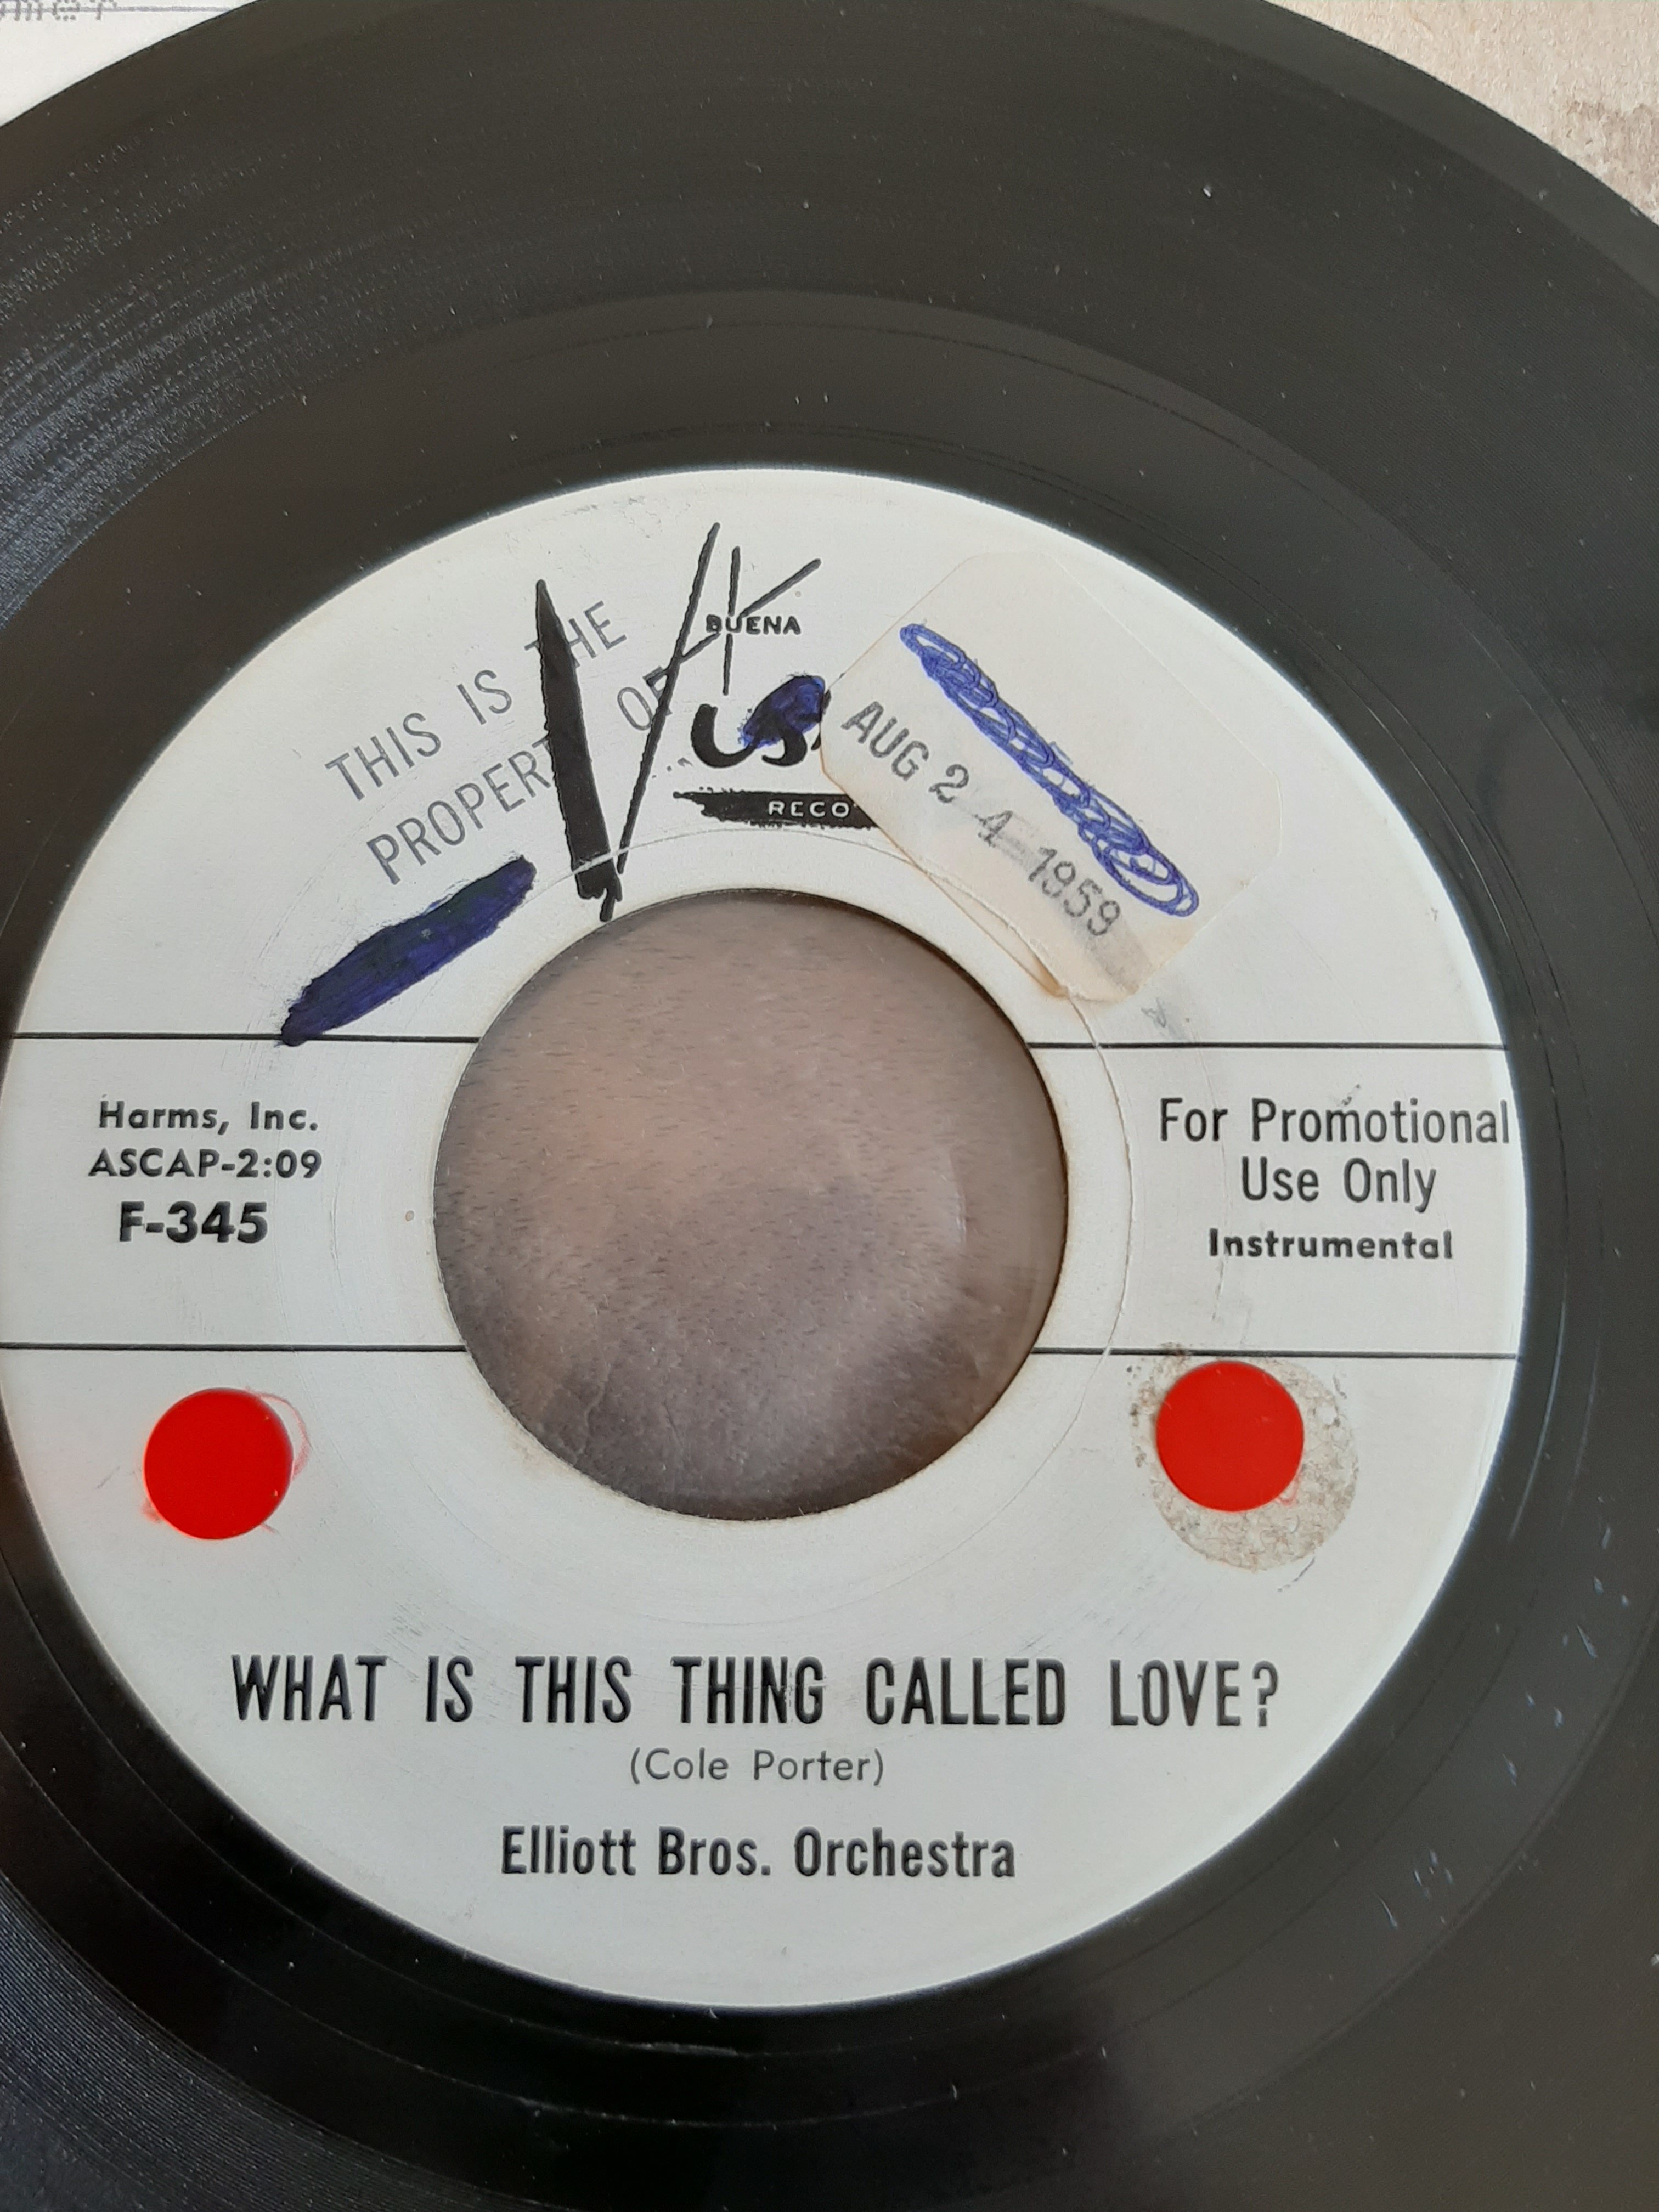 THIS IS THE
PROPERTY OF
BUENA
RECO
AUG 24 1959
Harms, Inc.
ASCAP-2:09
F-345
For Promotional
Use Only
Instrumental
WHAT IS THIS THING CALLED LOVE?
(Cole Porter)
Elliott Bros. Orchestra